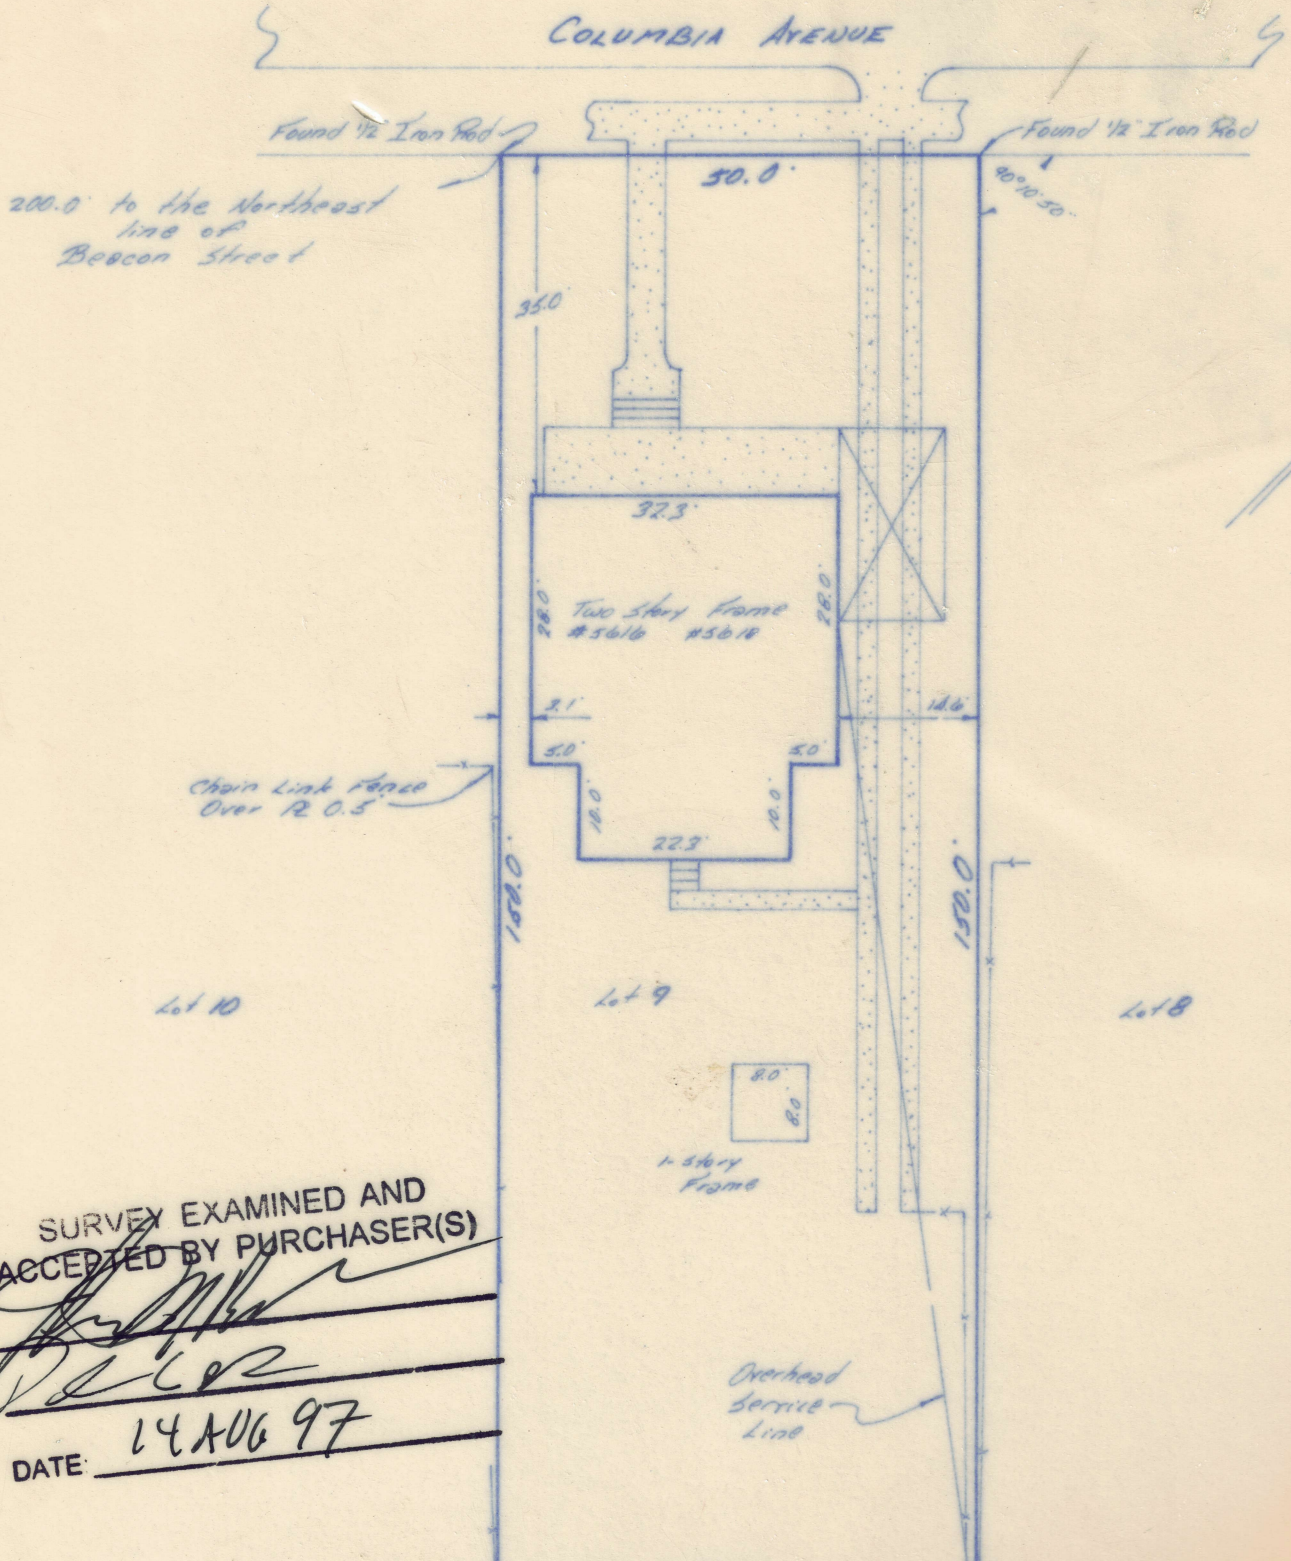 COLUMBIA AVENUE
Found 1/2" Iron Rod
Found 1/2" Iron Rod
50.0'
90°10'50"
200.0' to the Northeast
line of
Beacon Street
35.0'
32.3'
28.0'
Two Story Frame
28.0'
#5616 #5618
3.1'
14.6'
5.0'
5.0'
Chain Link Fence
Over PL 0.5'
10.0'
10.0'
22.3'
150.0'
150.0'
Lot 10
Lot 9
Lot 8
8.0'
8.0'
1-Story
Frame
SURVEY EXAMINED AND
ACCEPTED BY PURCHASER(S)
Overhead
Service
Line
DATE: 14 AUG 97